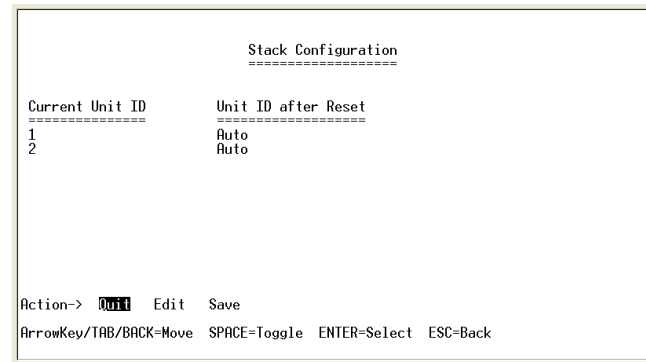 Stack Configuration
===================
Current Unit ID Unit ID after Reset
=============== ===================
1 Auto
2 Auto
Action-> Quit Edit Save
ArrowKey/TAB/BACK=Move SPACE=Toggle ENTER=Select ESC=Back